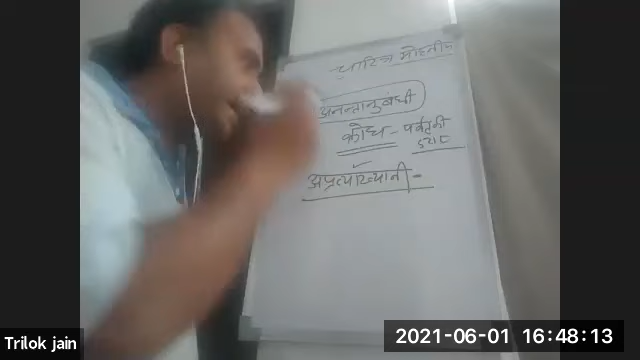 चारित्र मोहनीय
अनन्तानुबंधी
क्रोध - पर्वत की
अप्रत्याख्यानी -
Trilok jain
2021-06-01 16:48:13